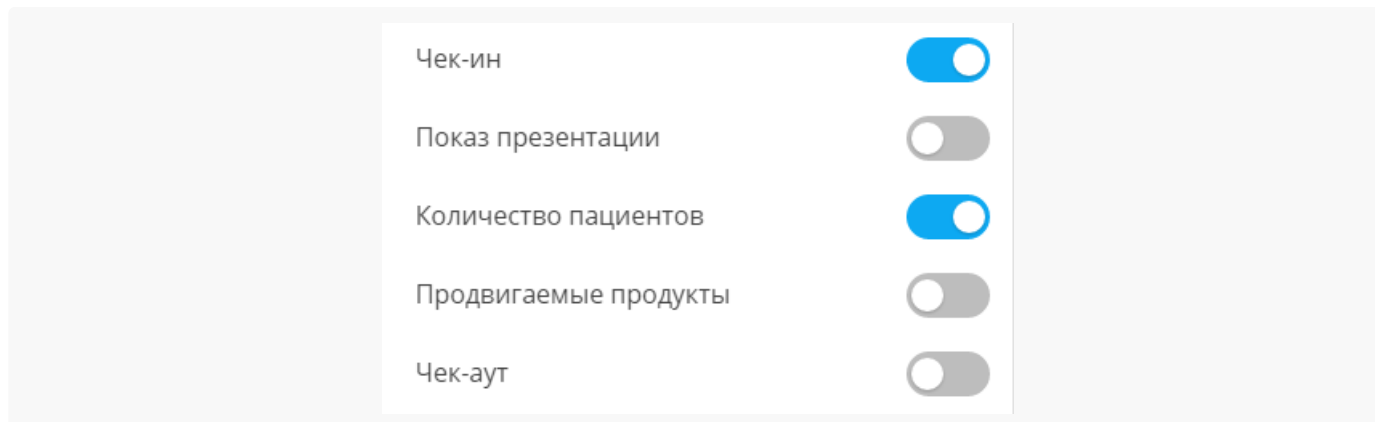 Чек-ин
Показ презентации
Количество пациентов
Продвигаемые продукты
Чек-аут